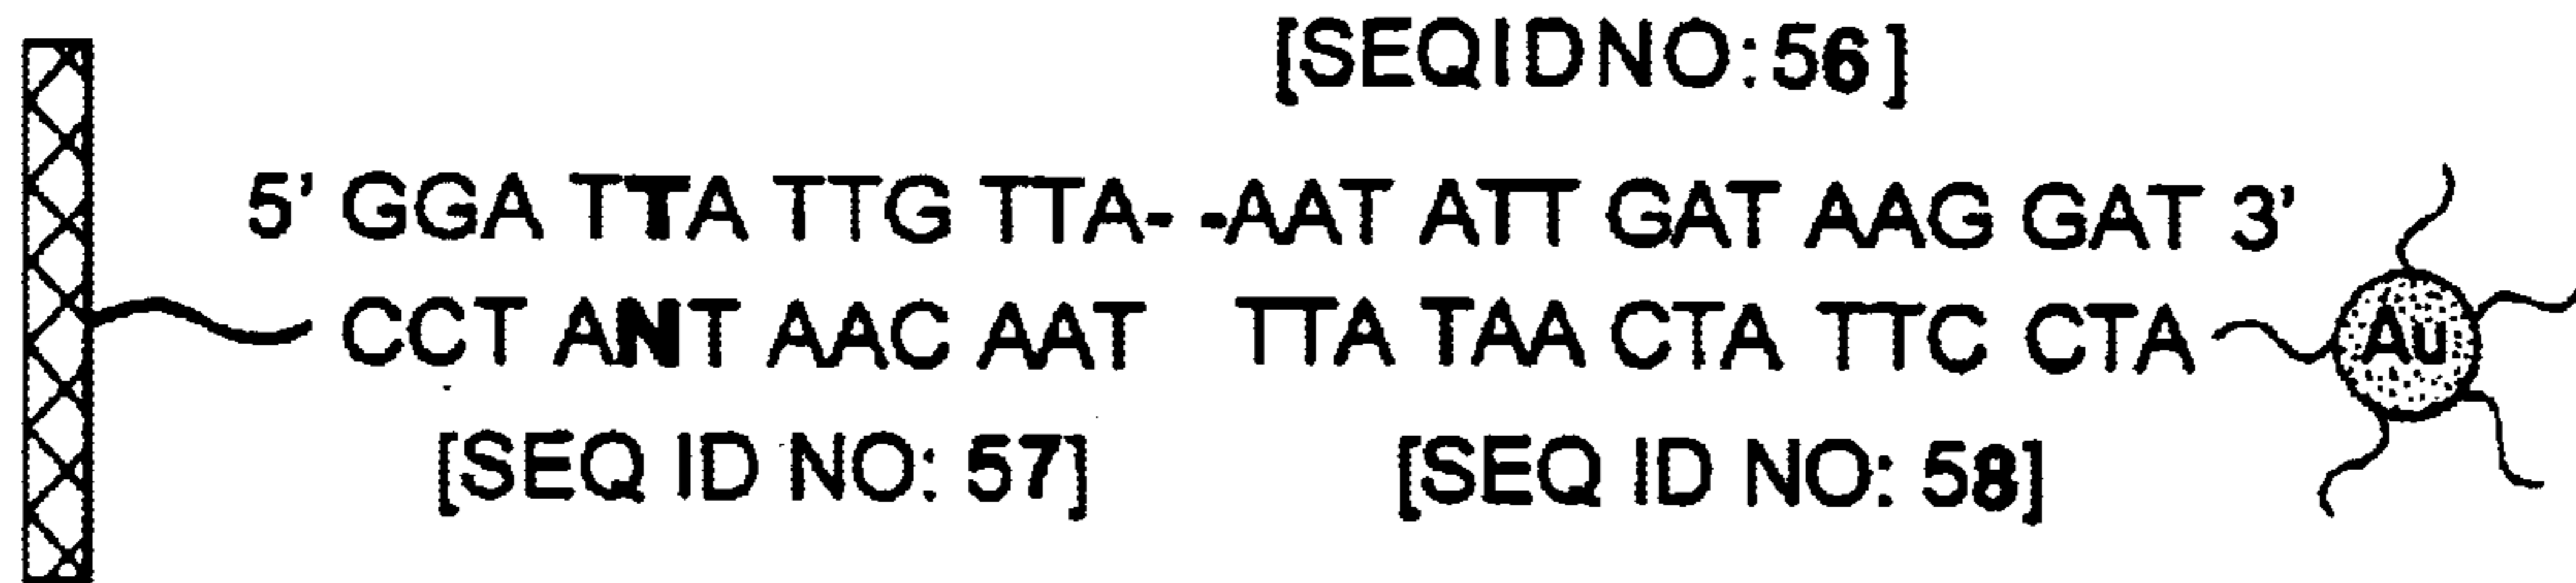 [SEQIDNO:56]
5' GGA TTA TTG TTA- -AAT ATT GAT AAG GAT 3'
CCT ANT AAC AAT TTA TAA CTA TTC CTA Au
[SEQ ID NO: 57] [SEQ ID NO: 58]